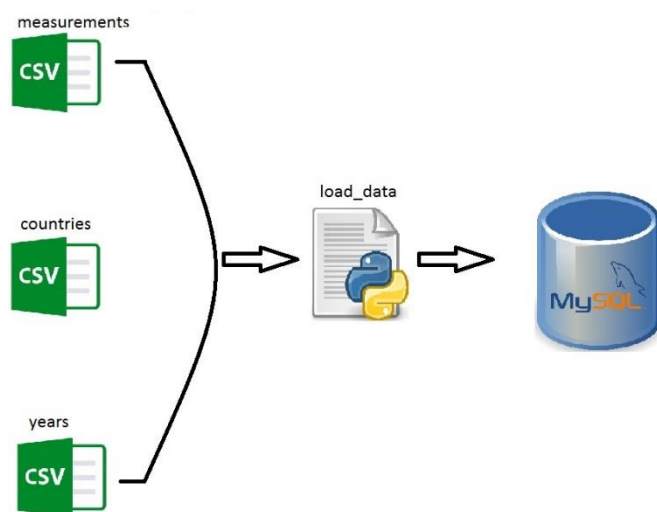 measurements
CSV
countries
CSV
load_data
MySQL
years
CSV